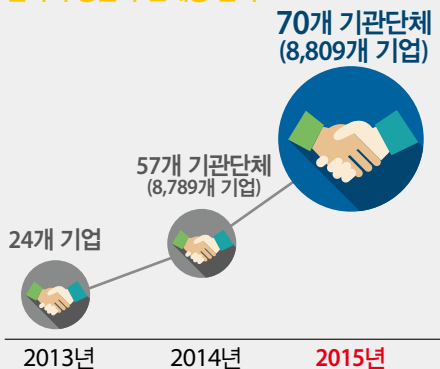 70개 기관단체
(8,809개 기업)
57개 기관단체
(8,789개 기업)
24개 기업
2013년
2014년
2015년